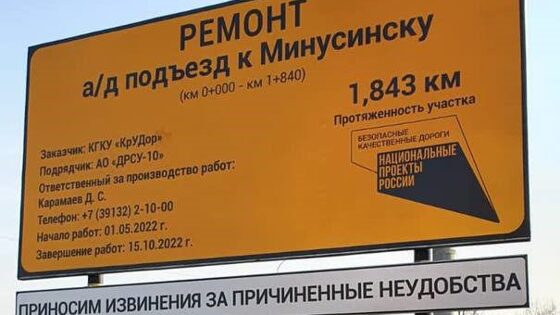 РЕМОНТ
а/д подъезд к Минусинску
(км 0+000 - км 1+840)
1,843 км
Протяженность участка
Заказчик: КГКУ «КрУДор»
Подрядчик: АО «ДРСУ-10»
Ответственный за производство работ:
Карамаев Д. С.
Телефон: +7 (39132) 2-10-00
Начало работ: 01.05.2022 г.
Завершение работ: 15.10.2022 г.
БЕЗОПАСНЫЕ
КАЧЕСТВЕННЫЕ ДОРОГИ
НАЦИОНАЛЬНЫЕ
ПРОЕКТЫ
РОССИИ
ПРИНОСИМ ИЗВИНЕНИЯ ЗА ПРИЧИНЕННЫЕ НЕУДОБСТВА